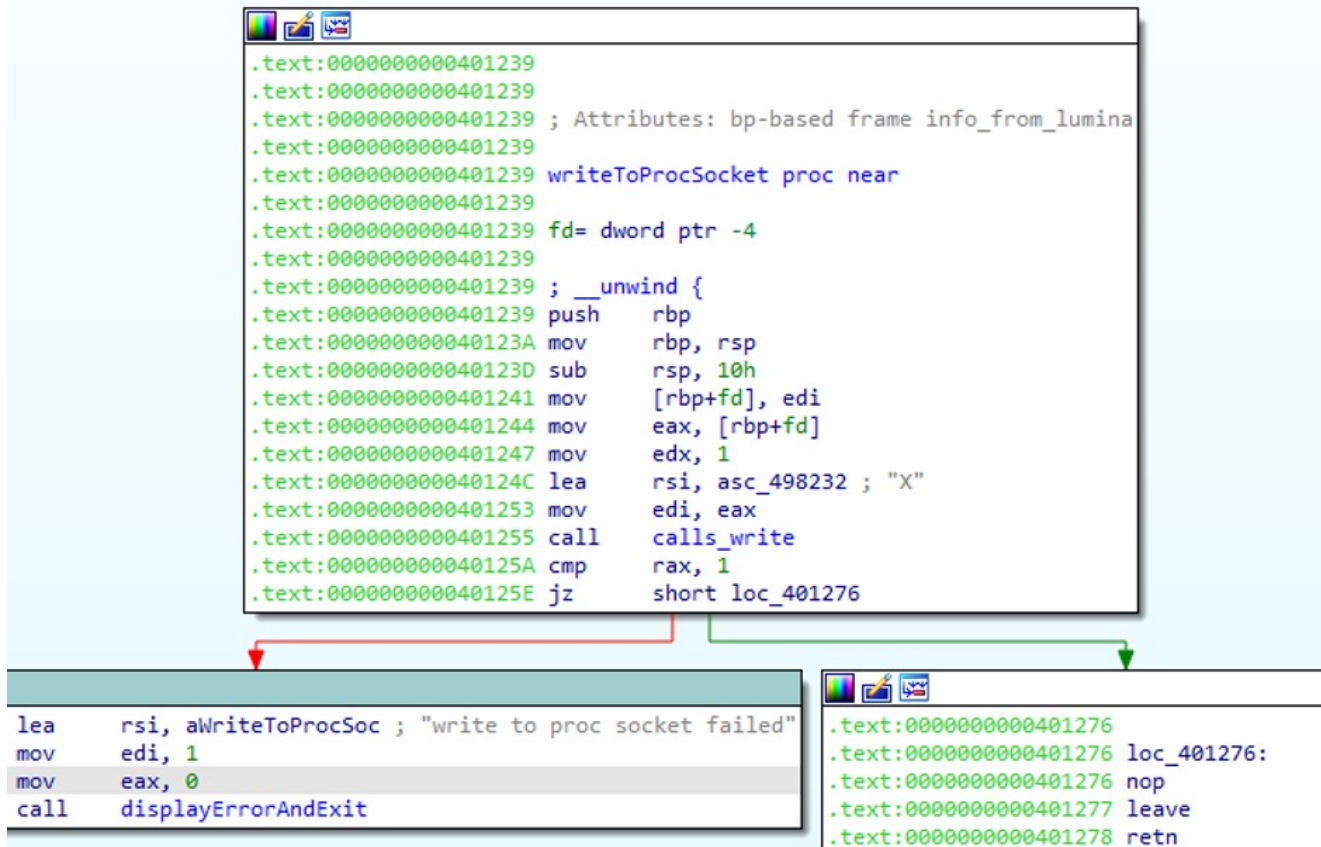 .text:0000000000401239
.text:0000000000401239
.text:0000000000401239 ; Attributes: bp-based frame info_from_lumina
.text:0000000000401239
.text:0000000000401239 writeToProcSocket proc near
.text:0000000000401239
.text:0000000000401239 fd= dword ptr -4
.text:0000000000401239
.text:0000000000401239 ; __unwind {
.text:0000000000401239 push    rbp
.text:000000000040123A mov     rbp, rsp
.text:000000000040123D sub     rsp, 10h
.text:0000000000401241 mov     [rbp+fd], edi
.text:0000000000401244 mov     eax, [rbp+fd]
.text:0000000000401247 mov     edx, 1
.text:000000000040124C lea     rsi, asc_498232 ; "X"
.text:0000000000401253 mov     edi, eax
.text:0000000000401255 call    calls_write
.text:000000000040125A cmp     rax, 1
.text:000000000040125E jz      short loc_401276
lea     rsi, aWriteToProcSoc ; "write to proc socket failed"
mov     edi, 1
mov     eax, 0
call    displayErrorAndExit
.text:0000000000401276
.text:0000000000401276 loc_401276:
.text:0000000000401276 nop
.text:0000000000401277 leave
.text:0000000000401278 retn